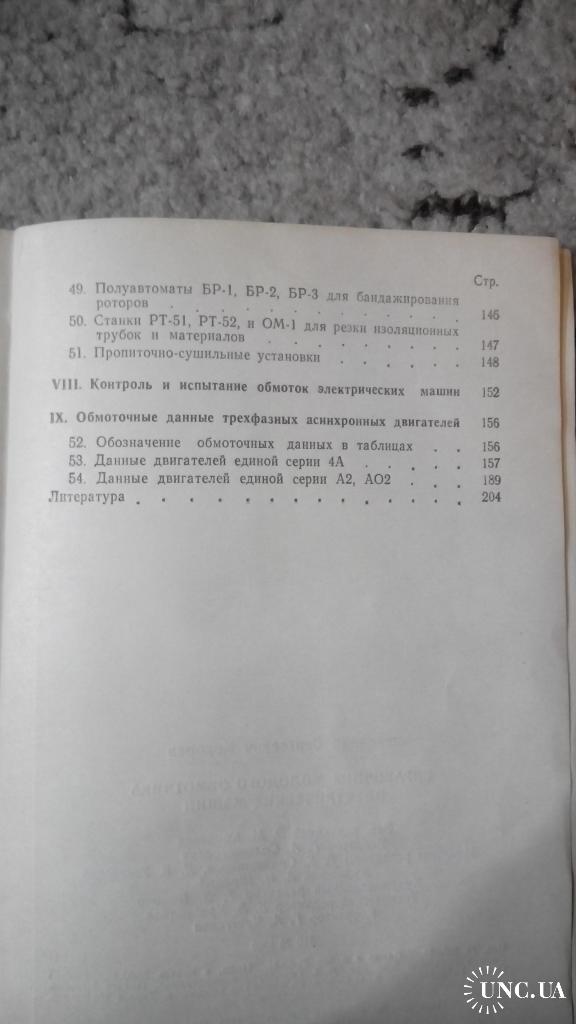 Стр.
49. Полуавтоматы БР-1, БР-2, БР-3 для бандажирования
роторов . . . . . . . . . . . . 146
50. Станки РТ-51, РТ-52, и ОМ-1 для резки изоляционных
трубок и материалов . . . . . . . . 147
51. Пропиточно-сушильные установки . . . . . 148
VIII. Контроль и испытание обмоток электрических машин 152
IX. Обмоточные данные трехфазных асинхронных двигателей 156
52. Обозначение обмоточных данных в таблицах . . 156
53. Данные двигателей единой серии 4А . . . . 157
54. Данные двигателей единой серии А2, АО2 . . . 189
Литература . . . . . . . . . . . . . 204
UNC.UA